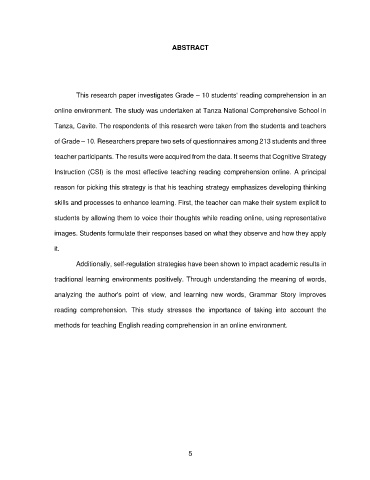 ABSTRACT
This research paper investigates Grade – 10 students' reading comprehension in an
online environment. The study was undertaken at Tanza National Comprehensive School in
Tanza, Cavite. The respondents of this research were taken from the students and teachers
of Grade – 10. Researchers prepare two sets of questionnaires among 213 students and three
teacher participants. The results were acquired from the data. It seems that Cognitive Strategy
Instruction (CSI) is the most effective teaching reading comprehension online. A principal
reason for picking this strategy is that his teaching strategy emphasizes developing thinking
skills and processes to enhance learning. First, the teacher can make their system explicit to
students by allowing them to voice their thoughts while reading online, using representative
images. Students formulate their responses based on what they observe and how they apply
it.
Additionally, self-regulation strategies have been shown to impact academic results in
traditional learning environments positively. Through understanding the meaning of words,
analyzing the author's point of view, and learning new words, Grammar Story improves
reading comprehension. This study stresses the importance of taking into account the
methods for teaching English reading comprehension in an online environment.
5